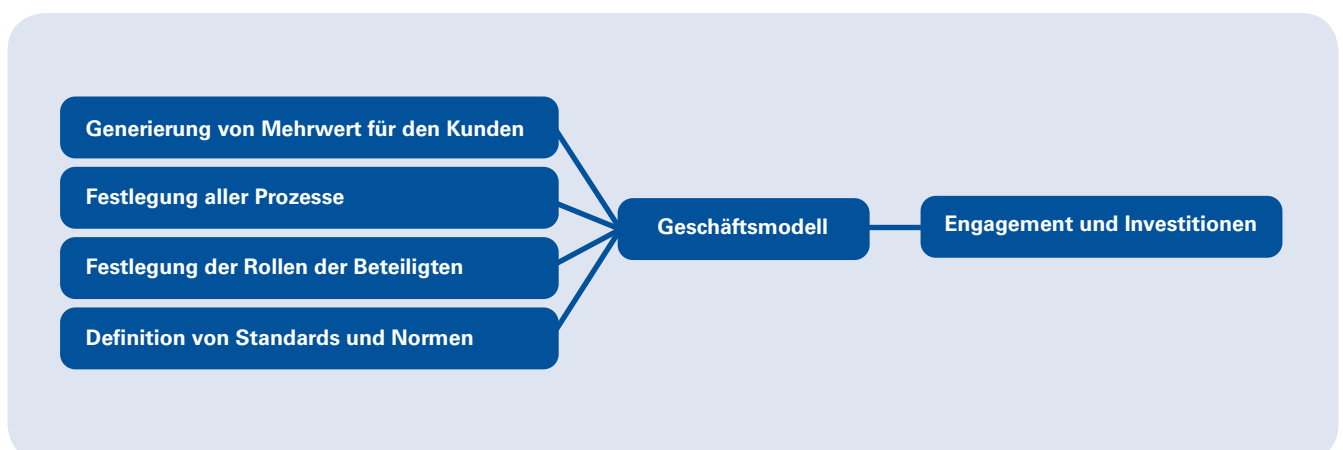 Generierung von Mehrwert für den Kunden
Festlegung aller Prozesse
Festlegung der Rollen der Beteiligten
Definition von Standards und Normen
Geschäftsmodell
Engagement und Investitionen